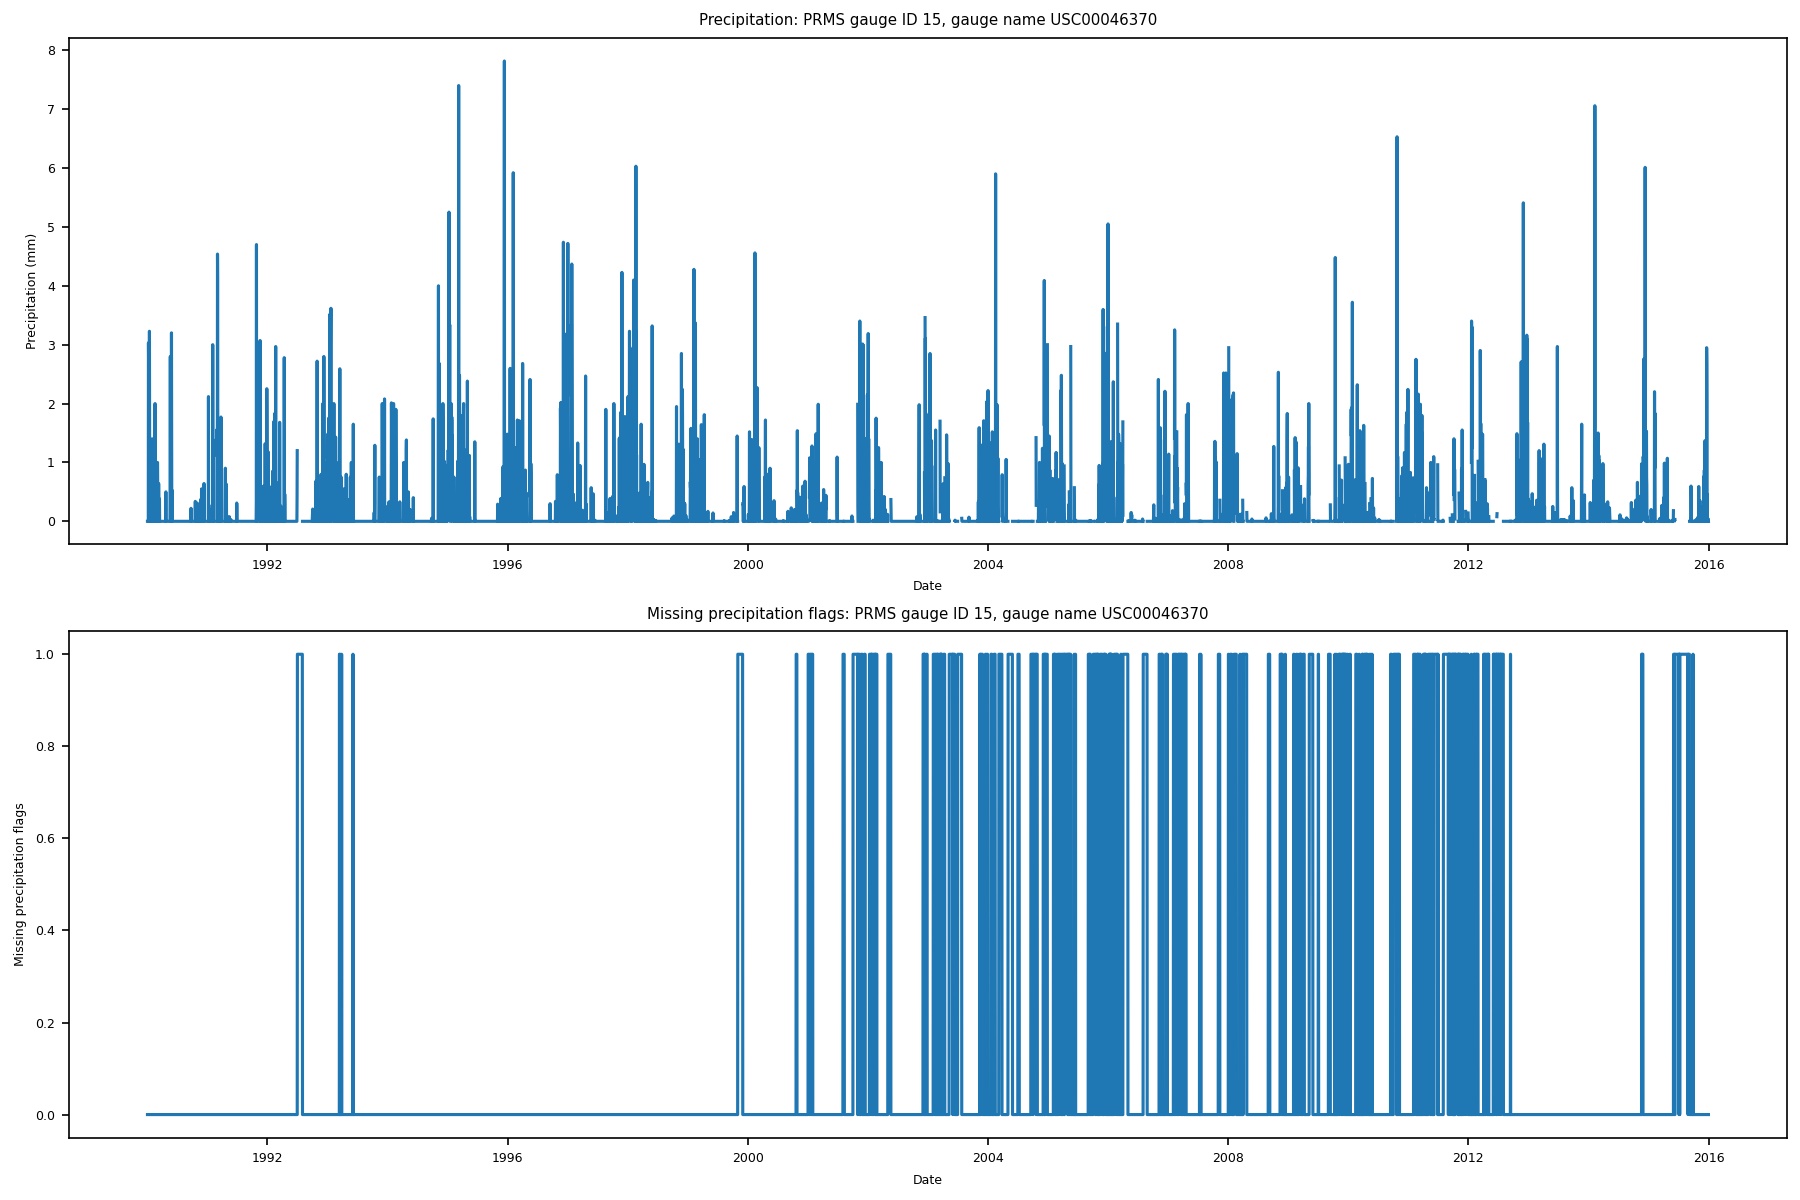 Precipitation: PRMS gauge ID 15, gauge name USC00046370
8
7
6
5
4
3
2
1
0
Precipitation (mm)
1992 1996 2000 2004 2008 2012 2016
Date
Missing precipitation flags: PRMS gauge ID 15, gauge name USC00046370
1.0
0.8
0.6
0.4
0.2
0.0
Missing precipitation flags
1992 1996 2000 2004 2008 2012 2016
Date